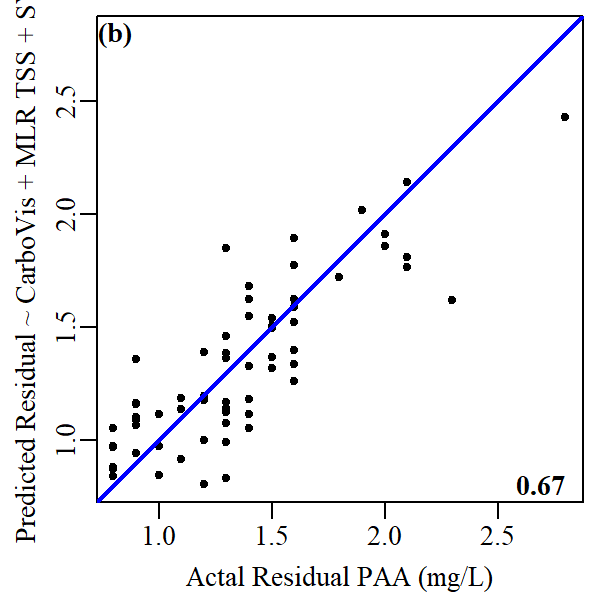 (b)
Predicted Residual ~ CarboVis + MLR TSS +
2.5
2.0
1.5
1.0
0.67
1.0 1.5 2.0 2.5
Actal Residual PAA (mg/L)